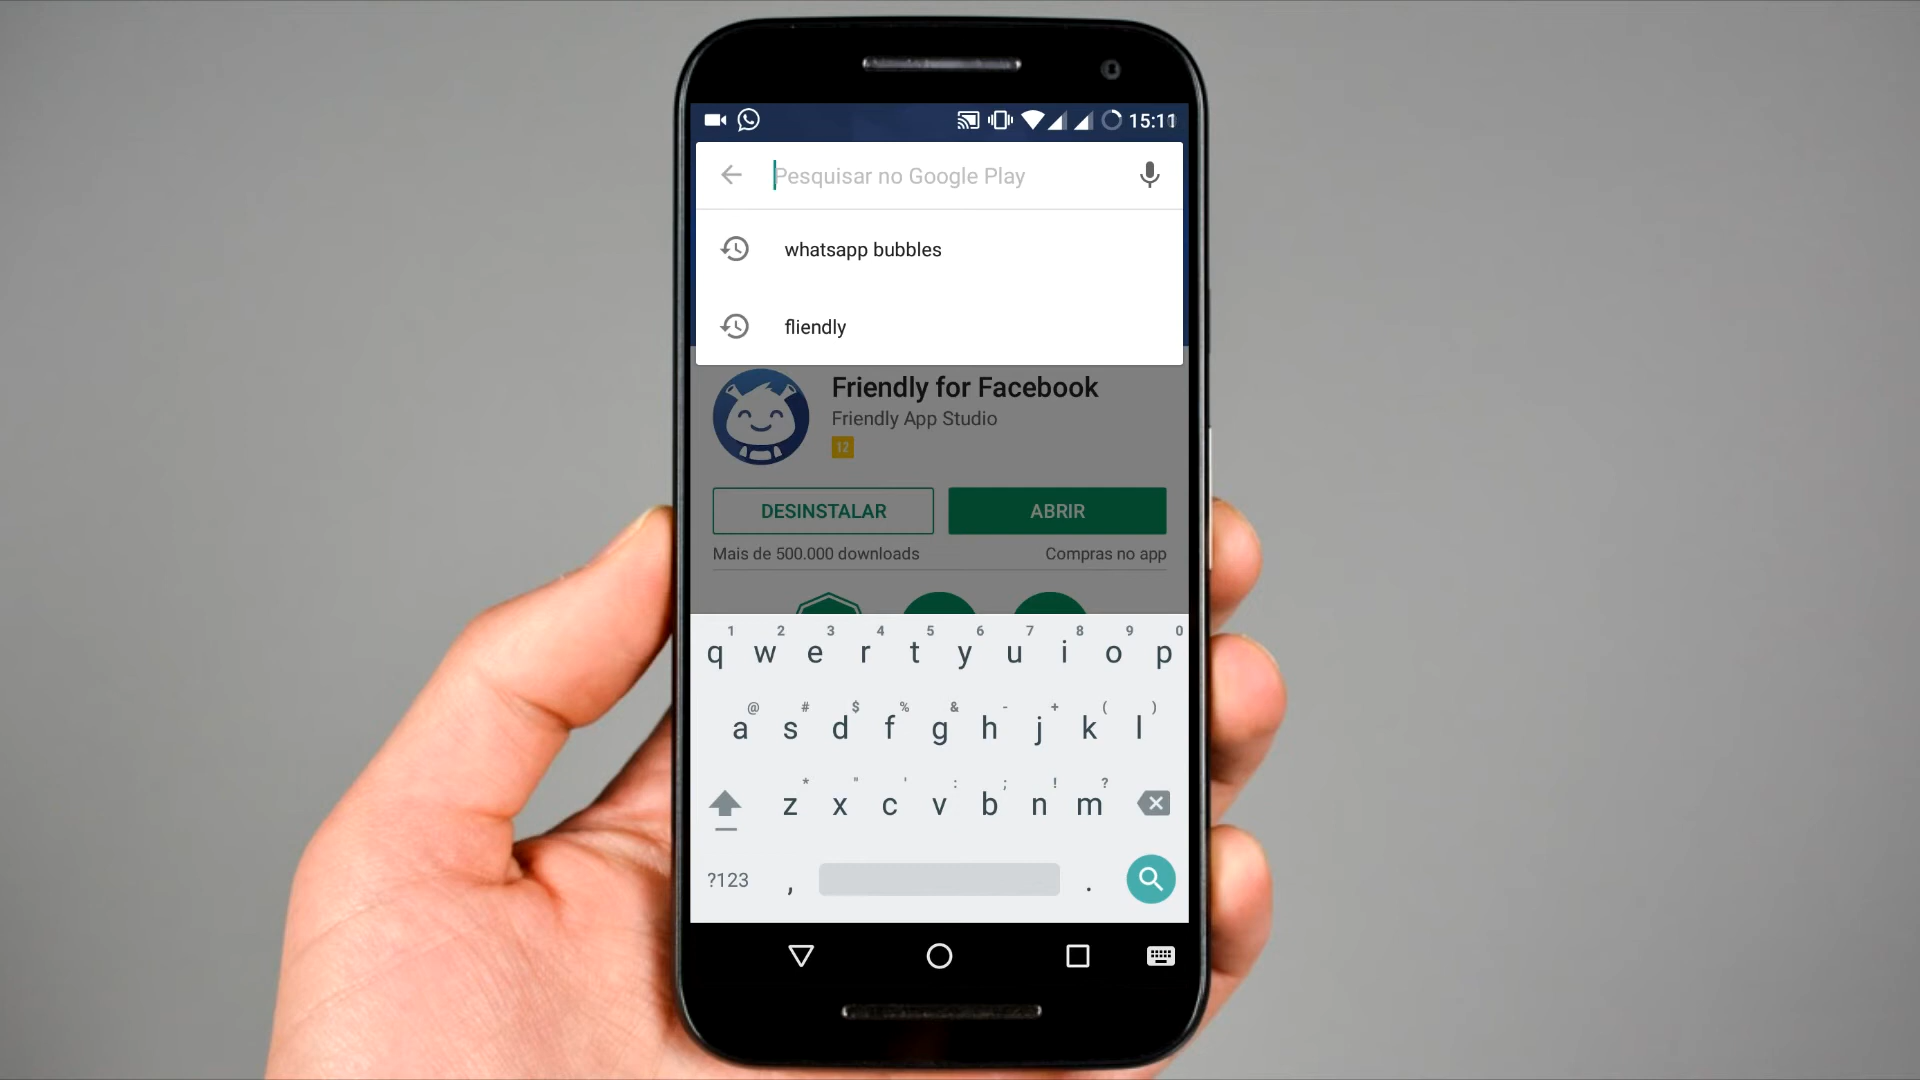 15:11
Pesquisar no Google Play
whatsapp bubbles
fliendly
Friendly for Facebook
Friendly App Studio
12
DESINSTALAR ABRIR
Mais de 500.000 downloads Compras no app
1 2 3 4 5 6 7 8 9 0
q w e r t y u i o p
@ # $ % & - + ( )
a s d f g h j k l
* " ' : ; ! ?
z x c v b n m
?123 , .